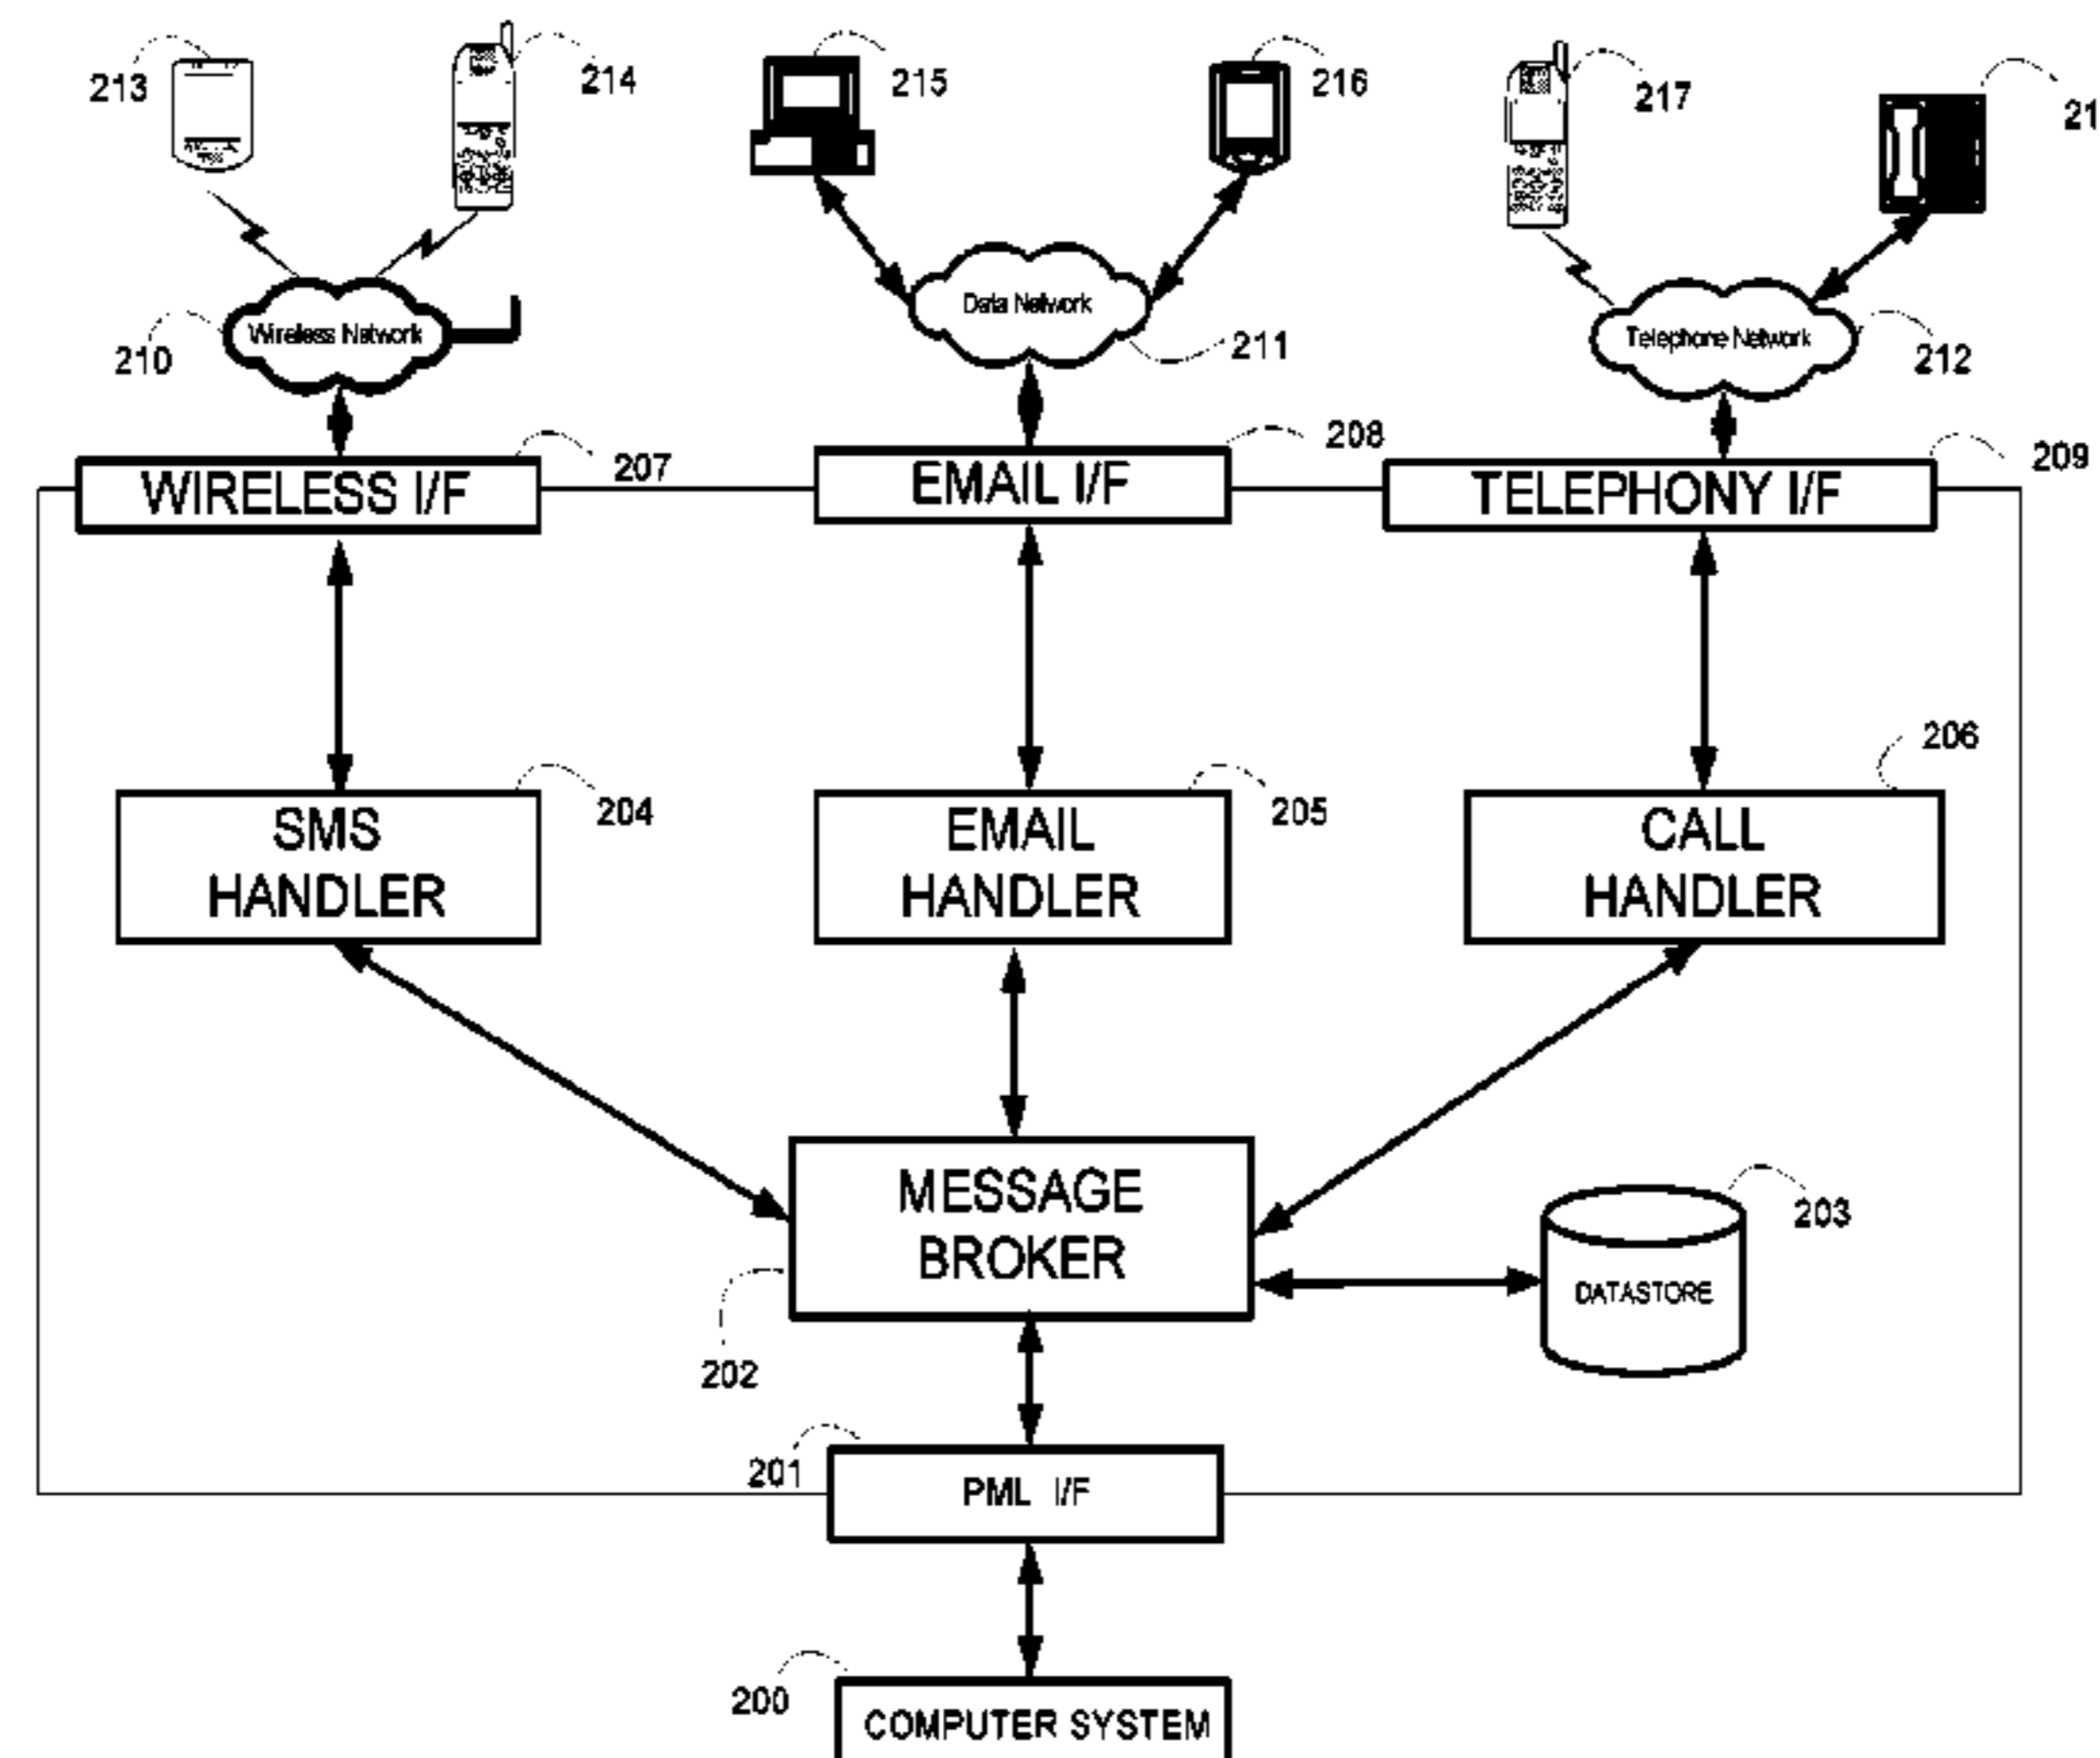 213
214
215
216
217
21
Wireless Network
210
Data Network
211
Telephone Network
212
WIRELESS I/F
207
EMAIL I/F
208
TELEPHONY I/F
209
SMS
HANDLER
204
EMAIL
HANDLER
205
CALL
HANDLER
206
MESSAGE
BROKER
202
DATASTORE
203
201
PML I/F
200
COMPUTER SYSTEM